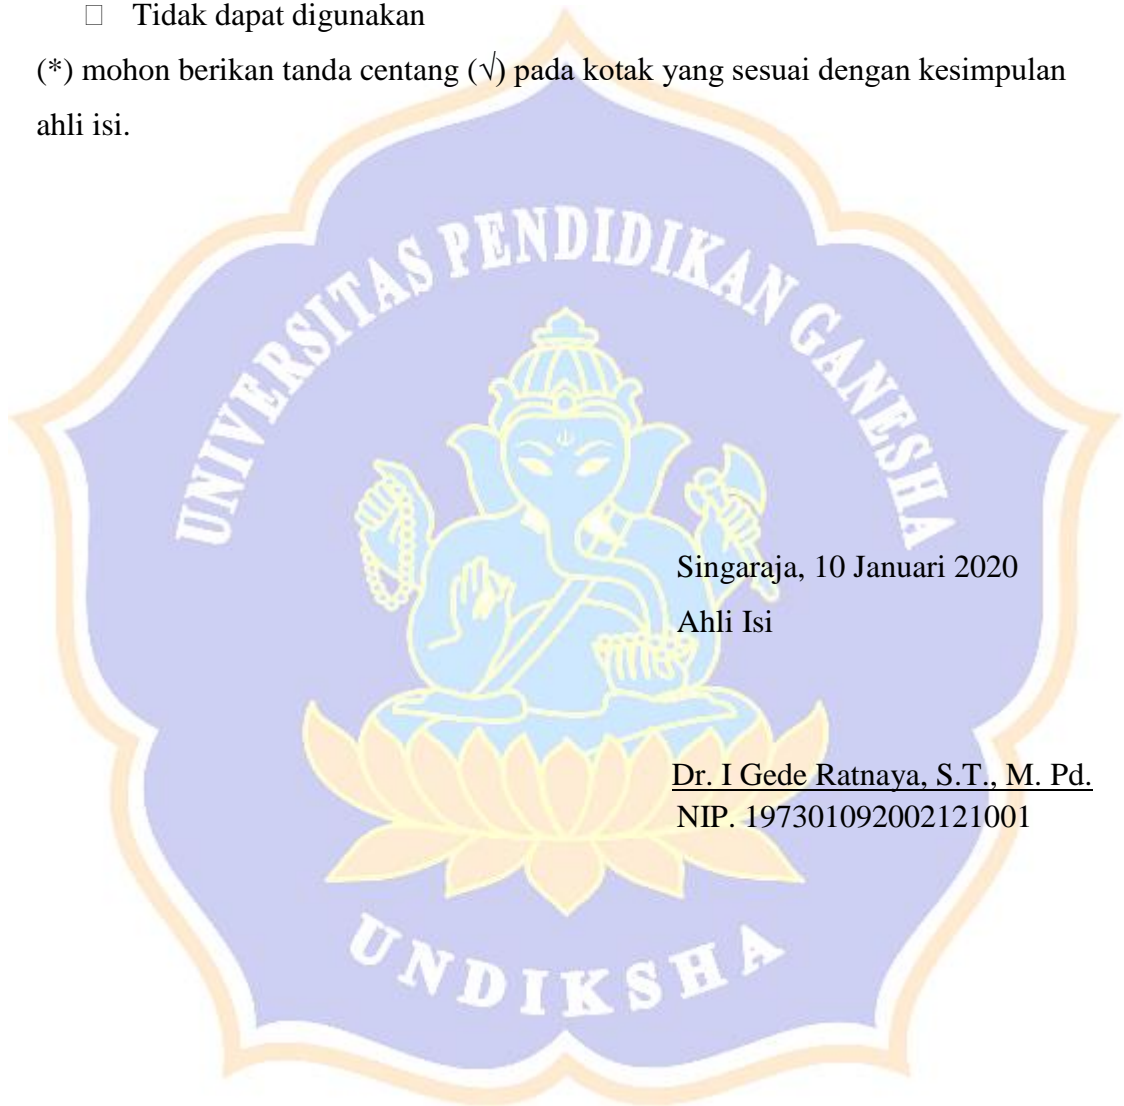 □ Tidak dapat digunakan
(*) mohon berikan tanda centang (√) pada kotak yang sesuai dengan kesimpulan
ahli isi.
UNIVERSITAS PENDIDIKAN GANESHA
Singaraja, 10 Januari 2020
Ahli Isi
Dr. I Gede Ratnaya, S.T., M. Pd.
NIP. 197301092002121001
UNDIKSHA